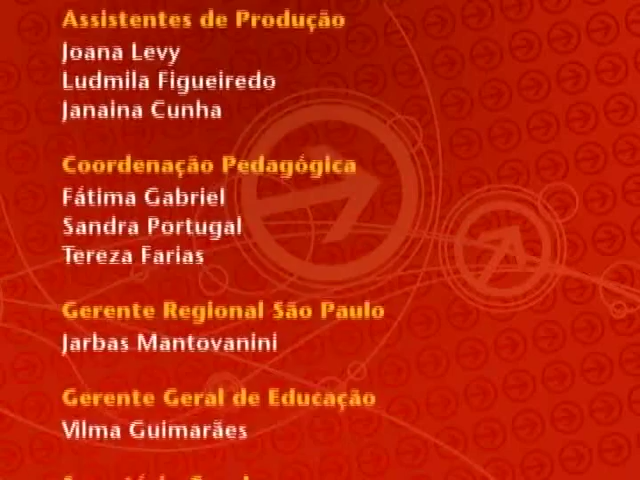 Assistentes de Produção
Joana Levy
Ludmila Figueiredo
Janaina Cunha
Coordenação Pedagógica
Fátima Gabriel
Sandra Portugal
Tereza Farias
Gerente Regional São Paulo
Jarbas Mantovanini
Gerente Geral de Educação
Vilma Guimarães